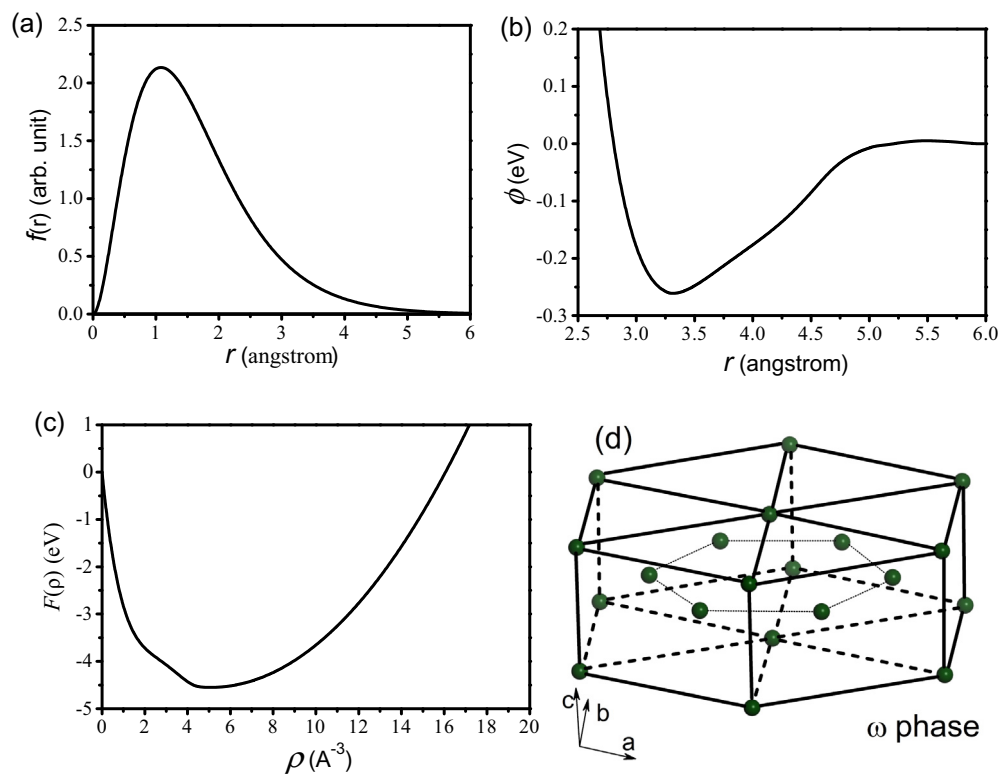 (a)
2.5
2.0
1.5
1.0
0.5
0.0
f(r) (arb. unit)
0 1 2 3 4 5 6
r (angstrom)
(b)
0.2
0.1
0.0
-0.1
-0.2
-0.3
ϕ (eV)
2.5 3.0 3.5 4.0 4.5 5.0 5.5 6.0
r (angstrom)
(c)
1
0
-1
-2
-3
-4
-5
F(ρ) (eV)
0 2 4 6 8 10 12 14 16 18 20
ρ (A⁻³)
(d)
c
b
a
ω phase